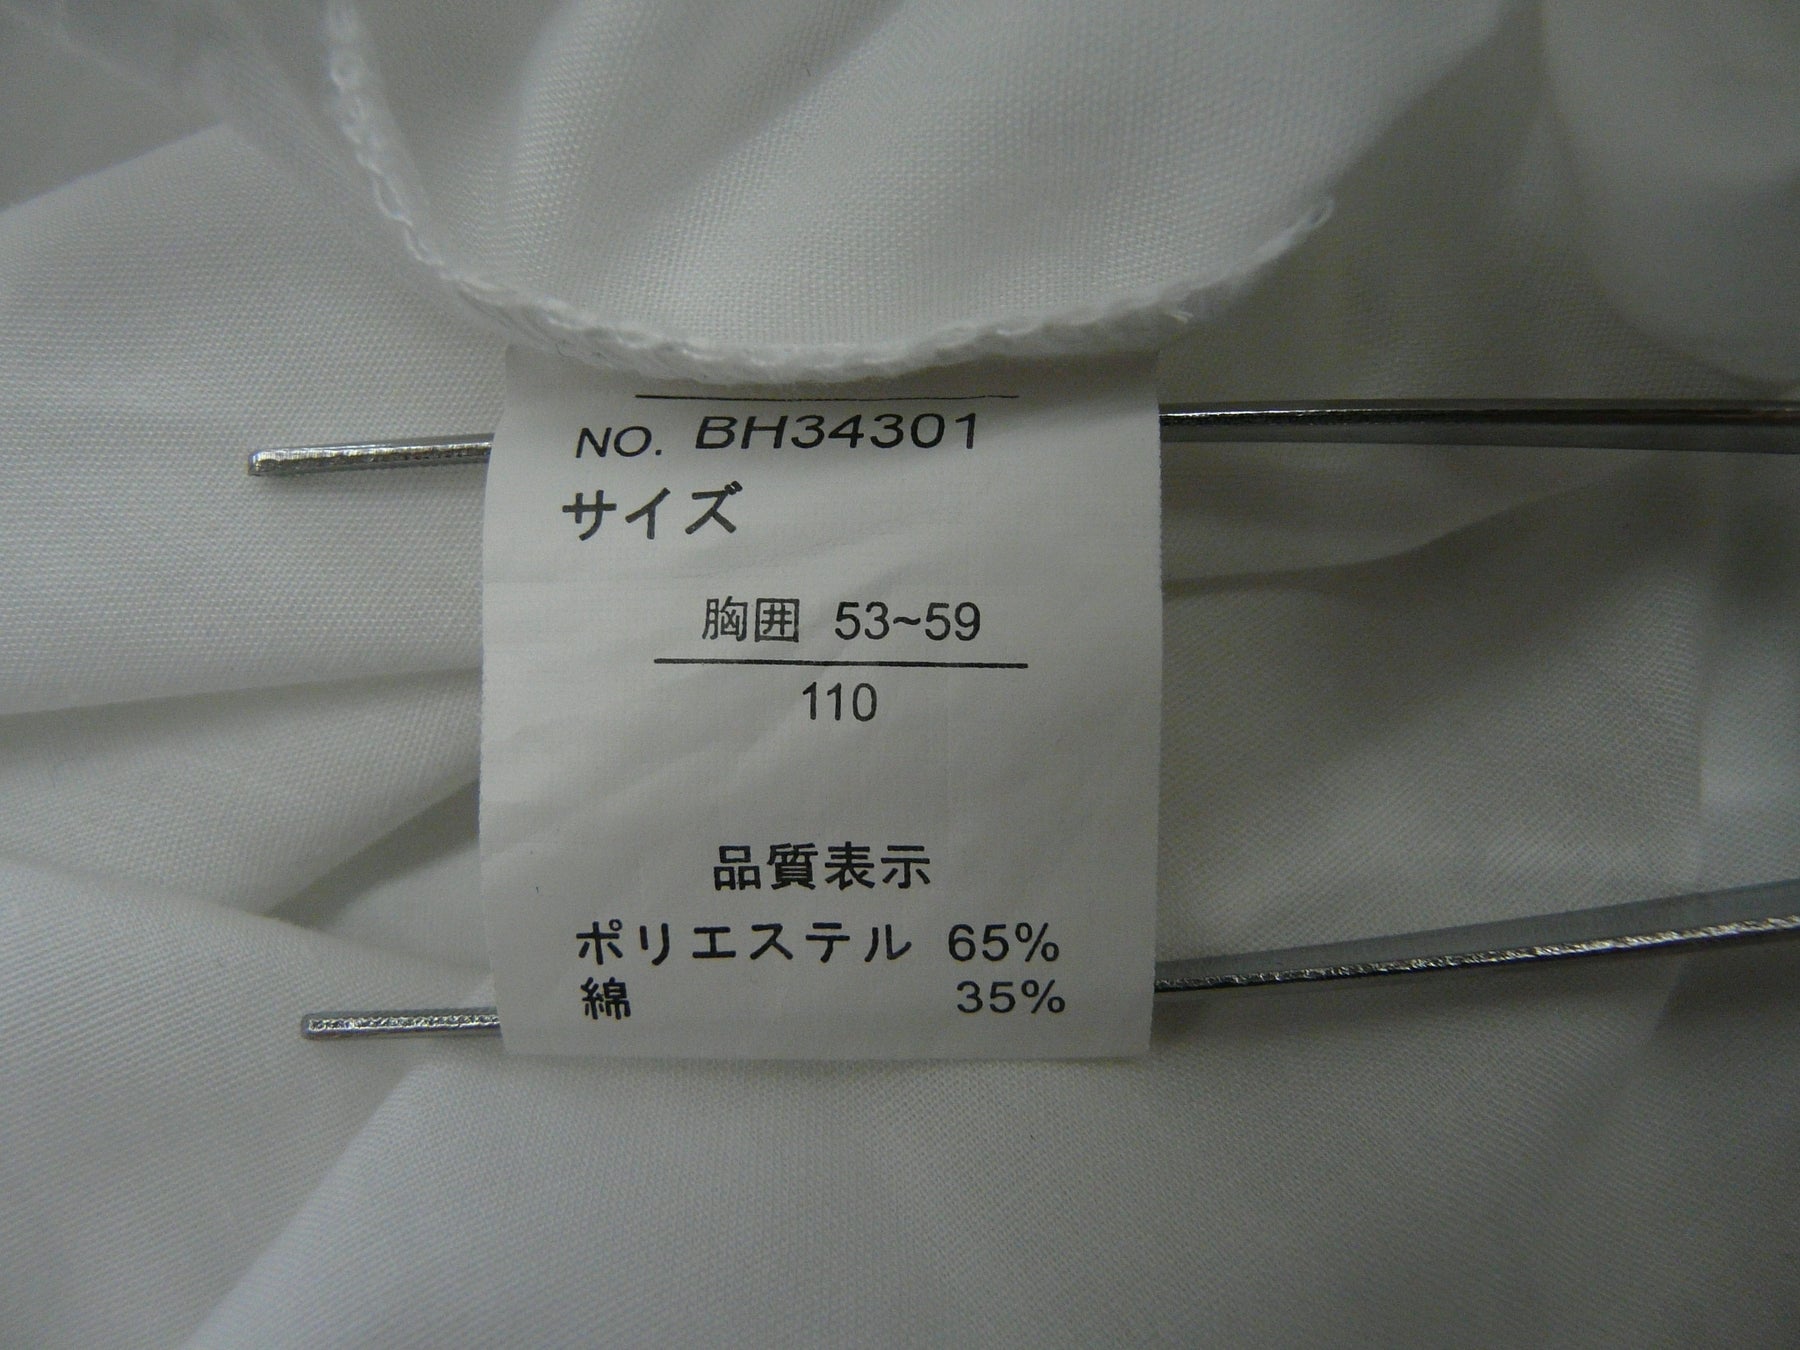 NO. BH34301
サイズ
胸囲 53~59
110
品質表示
ポリエステル 65%
綿 35%